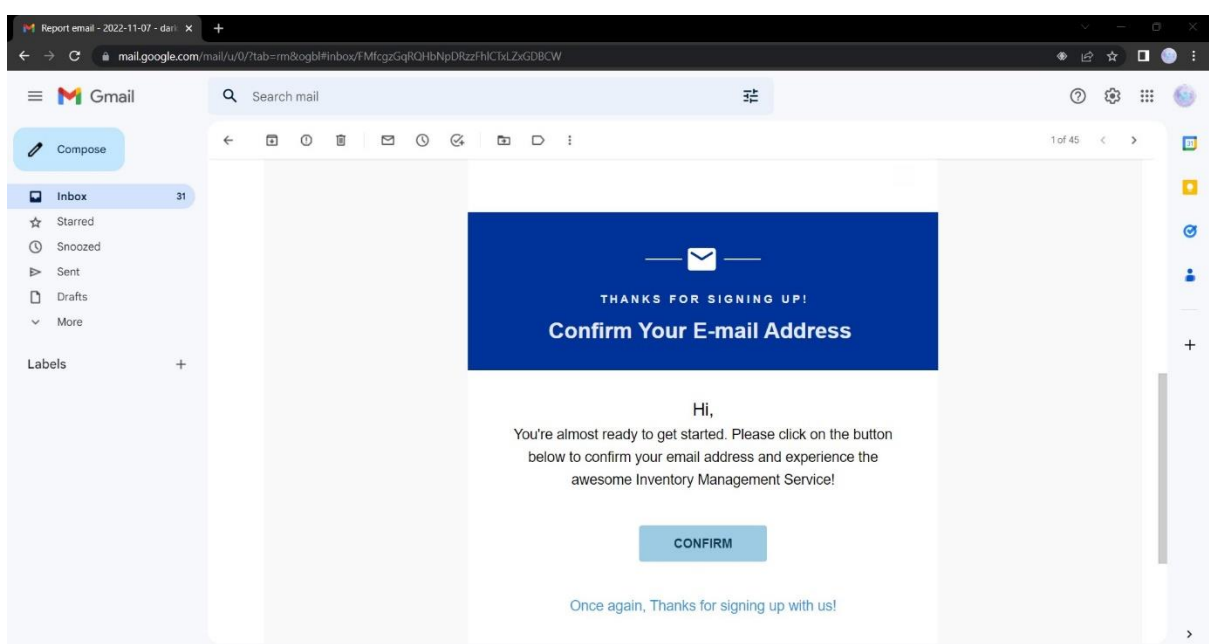 Report email - 2022-11-07 - dark
mail.google.com/mail/u/0/?tab=rm&ogbl#inbox/FMfcgzGqRQHbNpDRzzFhlCTxLZxGDBCW
Gmail
Search mail
Compose
1 of 45
31
Inbox 31
Starred
Snoozed
Sent
Drafts
More
Labels
THANKS FOR SIGNING UP!
Confirm Your E-mail Address
Hi,
You're almost ready to get started. Please click on the button
below to confirm your email address and experience the
awesome Inventory Management Service!
CONFIRM
Once again, Thanks for signing up with us!